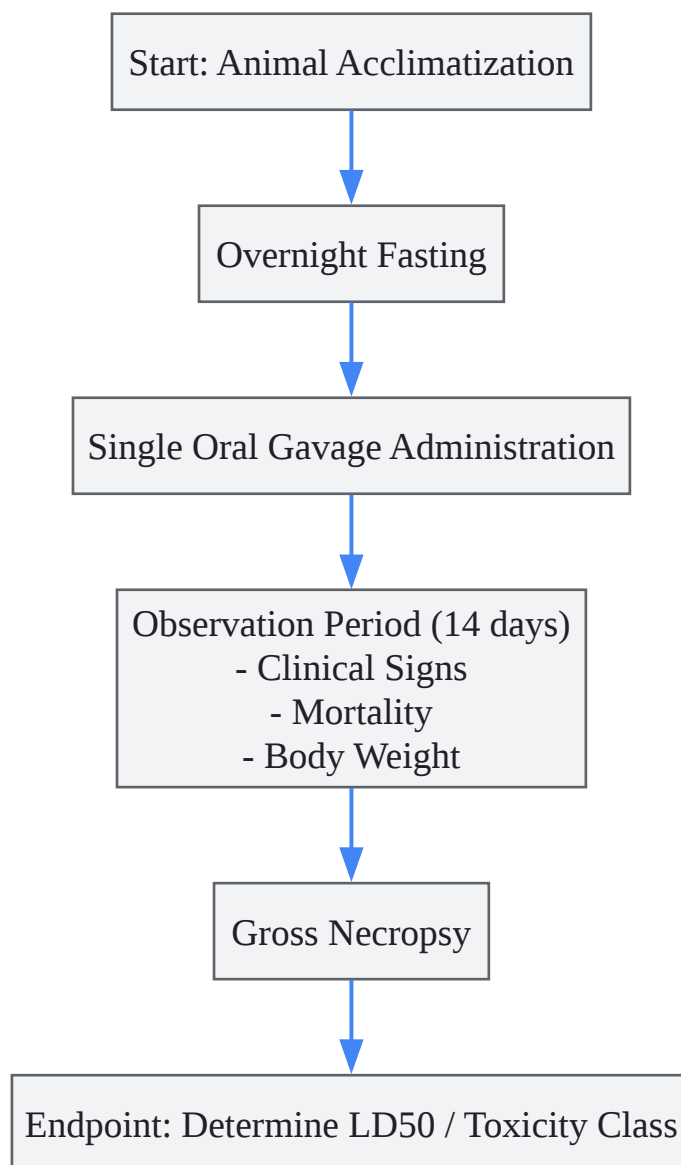 Start: Animal Acclimatization
Overnight Fasting
Single Oral Gavage Administration
Observation Period (14 days)
- Clinical Signs
- Mortality
- Body Weight
Gross Necropsy
Endpoint: Determine LD50 / Toxicity Class